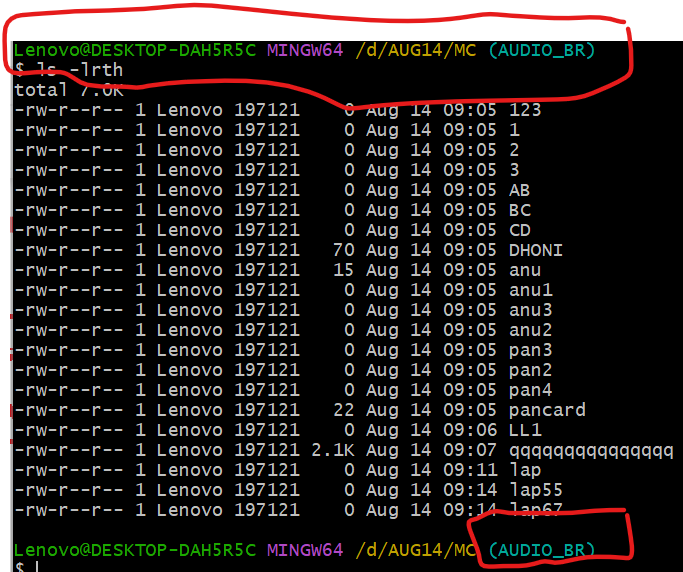 Lenovo@DESKTOP-DAH5R5C MINGW64 /d/AUG14/MC (AUDIO_BR)
$ ls -lrth
total 7.0K
-rw-r--r-- 1 Lenovo 197121    0 Aug 14 09:05 123
-rw-r--r-- 1 Lenovo 197121    0 Aug 14 09:05 1
-rw-r--r-- 1 Lenovo 197121    0 Aug 14 09:05 2
-rw-r--r-- 1 Lenovo 197121    0 Aug 14 09:05 3
-rw-r--r-- 1 Lenovo 197121    0 Aug 14 09:05 AB
-rw-r--r-- 1 Lenovo 197121    0 Aug 14 09:05 BC
-rw-r--r-- 1 Lenovo 197121    0 Aug 14 09:05 CD
-rw-r--r-- 1 Lenovo 197121   70 Aug 14 09:05 DHONI
-rw-r--r-- 1 Lenovo 197121   15 Aug 14 09:05 anu
-rw-r--r-- 1 Lenovo 197121    0 Aug 14 09:05 anu1
-rw-r--r-- 1 Lenovo 197121    0 Aug 14 09:05 anu3
-rw-r--r-- 1 Lenovo 197121    0 Aug 14 09:05 anu2
-rw-r--r-- 1 Lenovo 197121    0 Aug 14 09:05 pan3
-rw-r--r-- 1 Lenovo 197121    0 Aug 14 09:05 pan2
-rw-r--r-- 1 Lenovo 197121    0 Aug 14 09:05 pan4
-rw-r--r-- 1 Lenovo 197121   22 Aug 14 09:05 pancard
-rw-r--r-- 1 Lenovo 197121    0 Aug 14 09:06 LL1
-rw-r--r-- 1 Lenovo 197121 2.1K Aug 14 09:07 qqqqqqqqqqqqqqq
-rw-r--r-- 1 Lenovo 197121    0 Aug 14 09:11 lap
-rw-r--r-- 1 Lenovo 197121    0 Aug 14 09:14 lap55
-rw-r--r-- 1 Lenovo 197121    0 Aug 14 09:14 lap67
Lenovo@DESKTOP-DAH5R5C MINGW64 /d/AUG14/MC (AUDIO_BR)
$